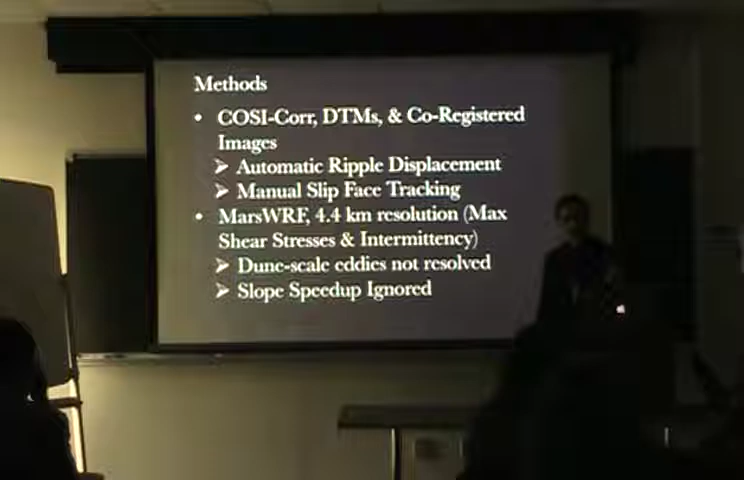 Methods
• COSI-Corr, DTMs, & Co-Registered
Images
➢ Automatic Ripple Displacement
➢ Manual Slip Face Tracking
• MarsWRF, 4.4 km resolution (Max
Shear Stresses & Intermittency)
➢ Dune-scale eddies not resolved
➢ Slope Speedup Ignored